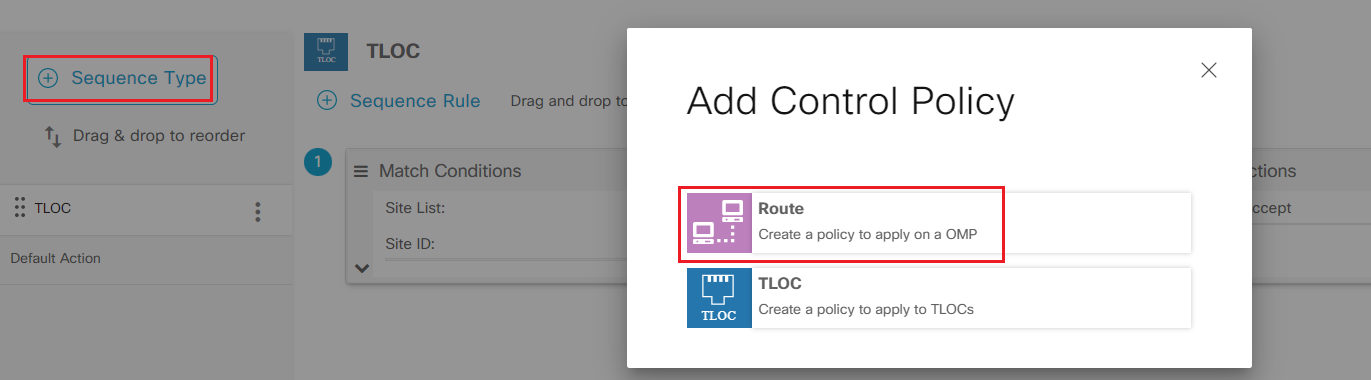 Sequence Type
Drag & drop to reorder
TLOC
Default Action
TLOC
TLOC
Sequence Rule
Drag and drop to
1
Match Conditions
Site List:
Site ID:
Add Control Policy
Route
Create a policy to apply on a OMP
TLOC
TLOC
Create a policy to apply to TLOCs